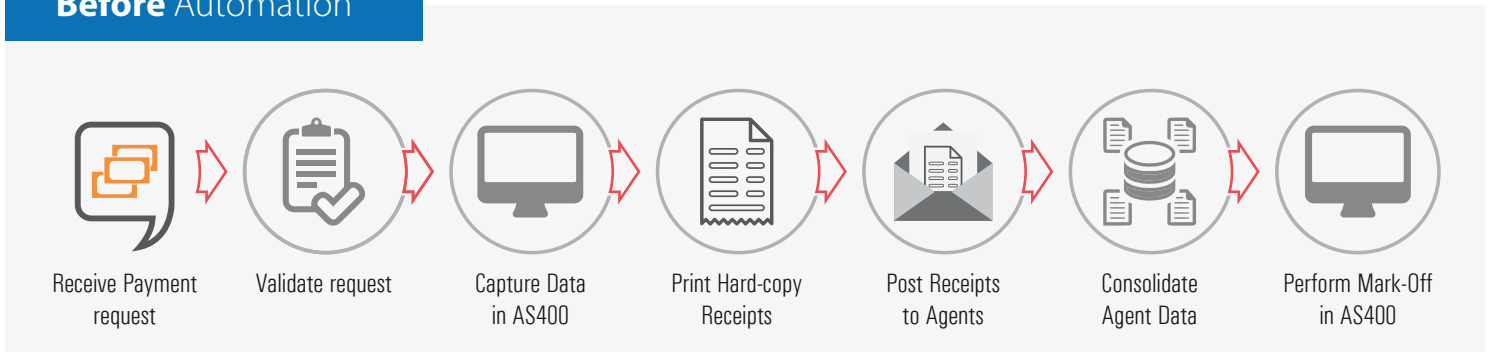 Before Automation
Receive Payment
request
Validate request
Capture Data
in AS400
Print Hard-copy
Receipts
Post Receipts
to Agents
Consolidate
Agent Data
Perform Mark-Off
in AS400